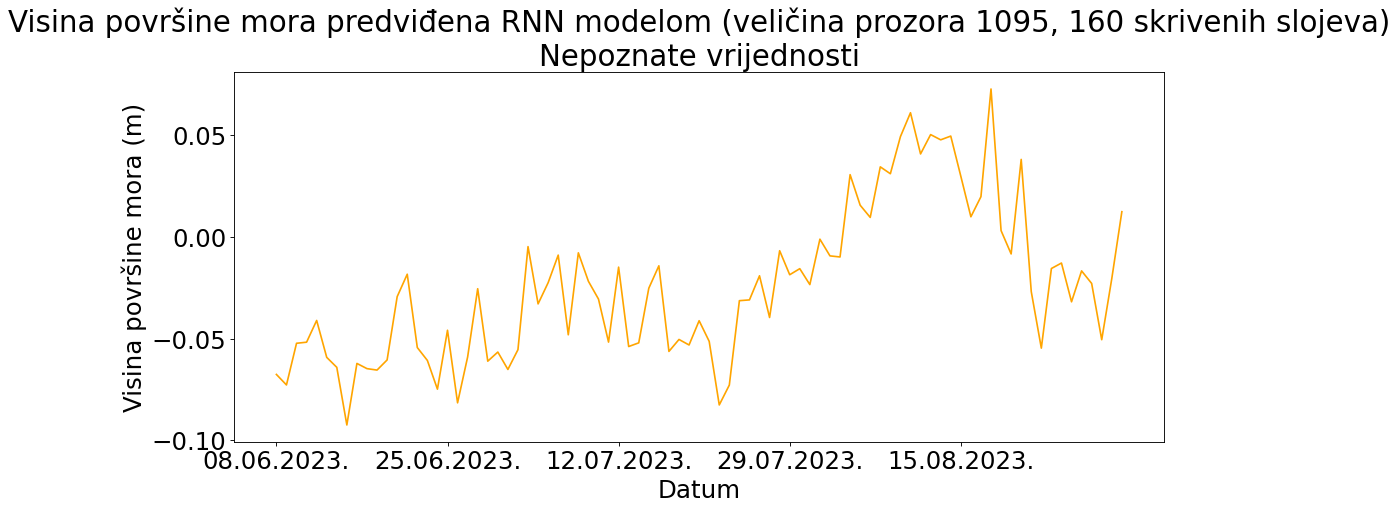 Visina površine mora predviđena RNN modelom (veličina prozora 1095, 160 skrivenih slojeva)
Nepoznate vrijednosti
Visina površine mora (m)
0.05
0.00
−0.05
−0.10
08.06.2023. 25.06.2023. 12.07.2023. 29.07.2023. 15.08.2023.
Datum